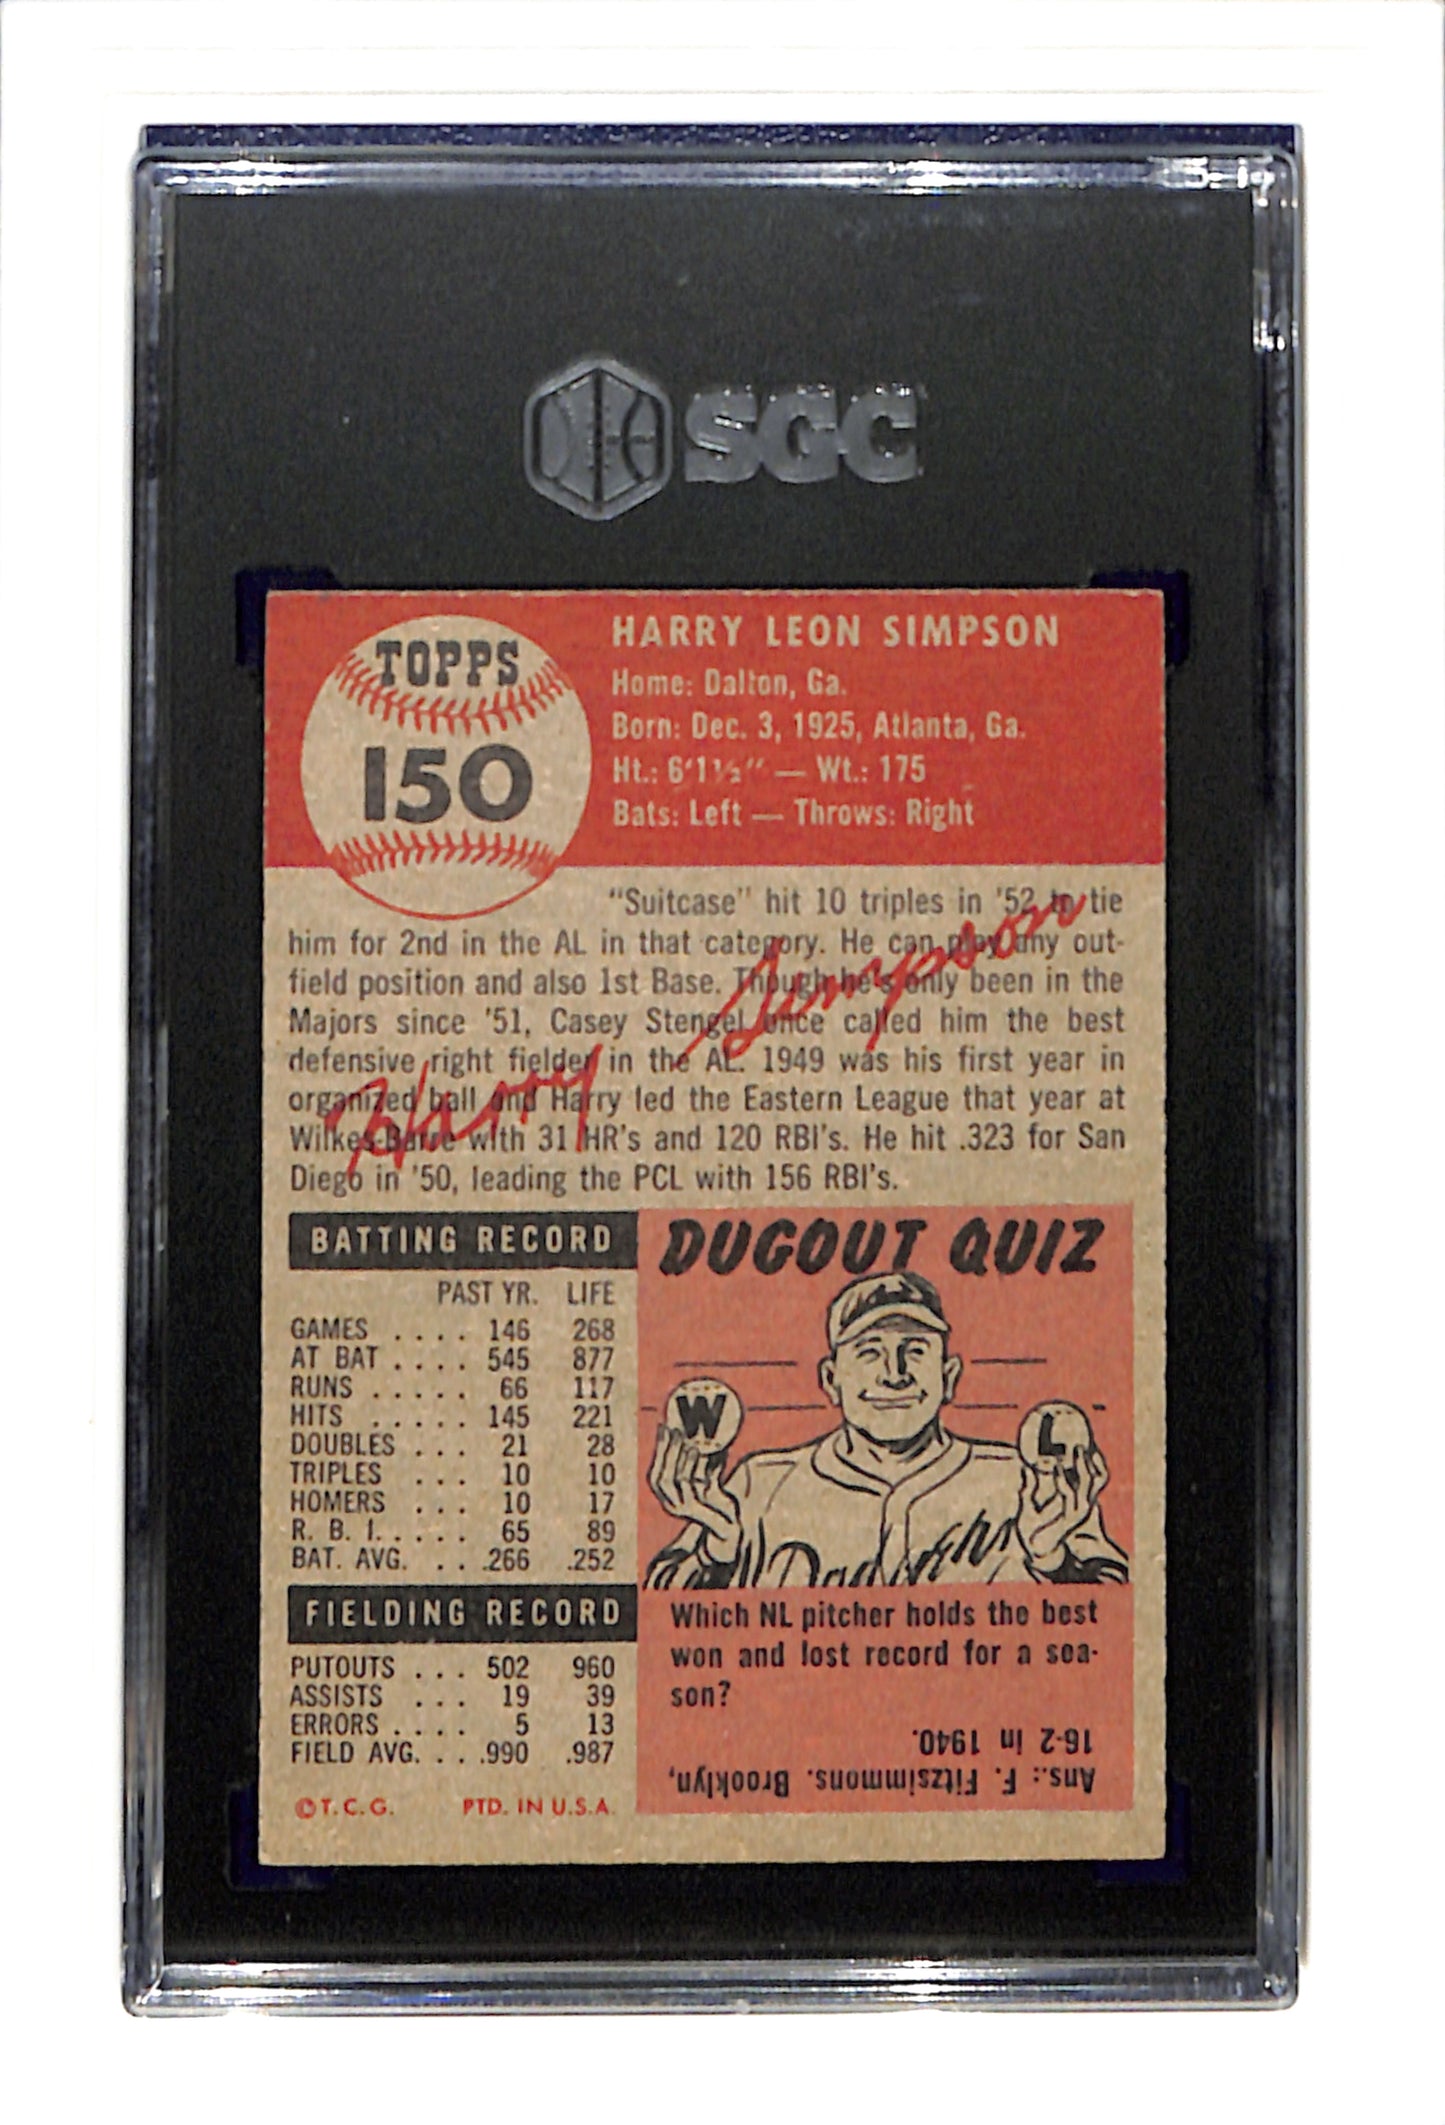 SGC
TOPPS
150
HARRY LEON SIMPSON
Home: Dalton, Ga.
Born: Dec. 3, 1925, Atlanta, Ga.
Ht.: 6'1½" — Wt.: 175
Bats: Left — Throws: Right
"Suitcase" hit 10 triples in '52 to tie
him for 2nd in the AL in that category. He can play any out-
field position and also 1st Base. Though he's only been in the
Majors since '51, Casey Stengel once called him the best
defensive right fielder in the AL. 1949 was his first year in
organized ball and Harry led the Eastern League that year at
Wilkes-Barre with 31 HR's and 120 RBI's. He hit .323 for San
Diego in '50, leading the PCL with 156 RBI's.
Harry Simpson
BATTING RECORD
PAST YR. LIFE
GAMES . . . . 146 268
AT BAT . . . . 545 877
RUNS . . . . . 66 117
HITS . . . . . 145 221
DOUBLES . . . 21 28
TRIPLES . . . 10 10
HOMERS . . . 10 17
R. B. I. . . . . 65 89
BAT. AVG. . . .266 .252
FIELDING RECORD
PUTOUTS . . . 502 960
ASSISTS . . . 19 39
ERRORS . . . . 5 13
FIELD AVG. . . .990 .987
©T.C.G. PTD. IN U.S.A.
DUGOUT QUIZ
W
L
Dodgers
Which NL pitcher holds the best
won and lost record for a sea-
son?
Ans.: F. Fitzsimmons. Brooklyn,
16-2 in 1940.